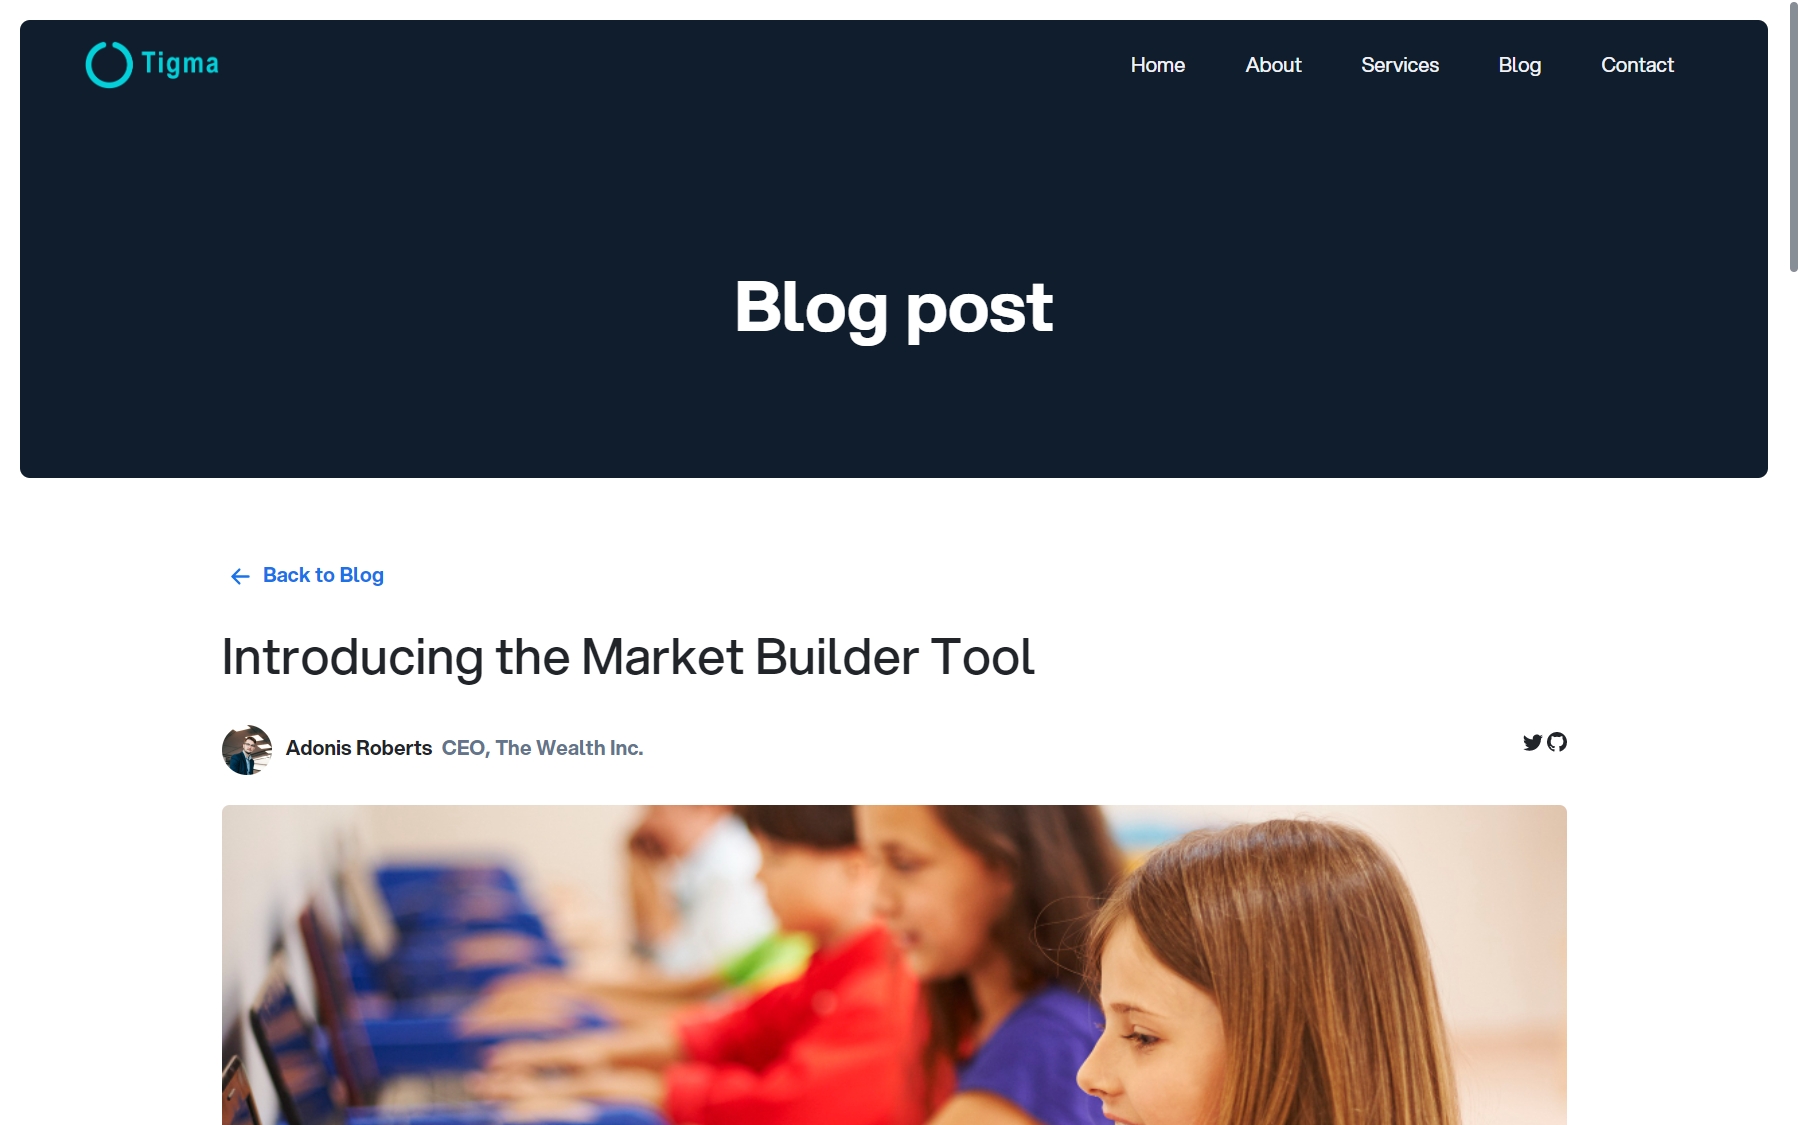 Tigma
Home About Services Blog Contact
Blog post
Back to Blog
Introducing the Market Builder Tool
Adonis Roberts CEO, The Wealth Inc.